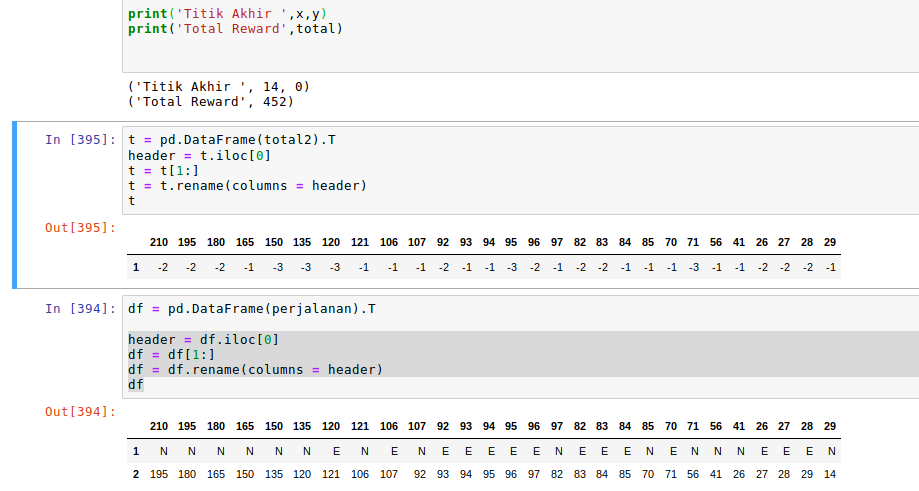 print('Titik Akhir ',x,y)
print('Total Reward',total)
('Titik Akhir ', 14, 0)
('Total Reward', 452)
In [395]: t = pd.DataFrame(total2).T
header = t.iloc[0]
t = t[1:]
t = t.rename(columns = header)
t
Out[395]:
210 195 180 165 150 135 120 121 106 107 92 93 94 95 96 97 82 83 84 85 70 71 56 41 26 27 28 29
1 -2 -2 -2 -1 -3 -3 -3 -1 -1 -1 -2 -1 -1 -3 -2 -1 -2 -2 -1 -1 -1 -3 -1 -1 -2 -2 -2 -1
In [394]: df = pd.DataFrame(perjalanan).T
header = df.iloc[0]
df = df[1:]
df = df.rename(columns = header)
df
Out[394]:
210 195 180 165 150 135 120 121 106 107 92 93 94 95 96 97 82 83 84 85 70 71 56 41 26 27 28 29
1 N N N N N N E N E N E E E E E N E E E N E N N N E E E N
2 195 180 165 150 135 120 121 106 107 92 93 94 95 96 97 82 83 84 85 70 71 56 41 26 27 28 29 14